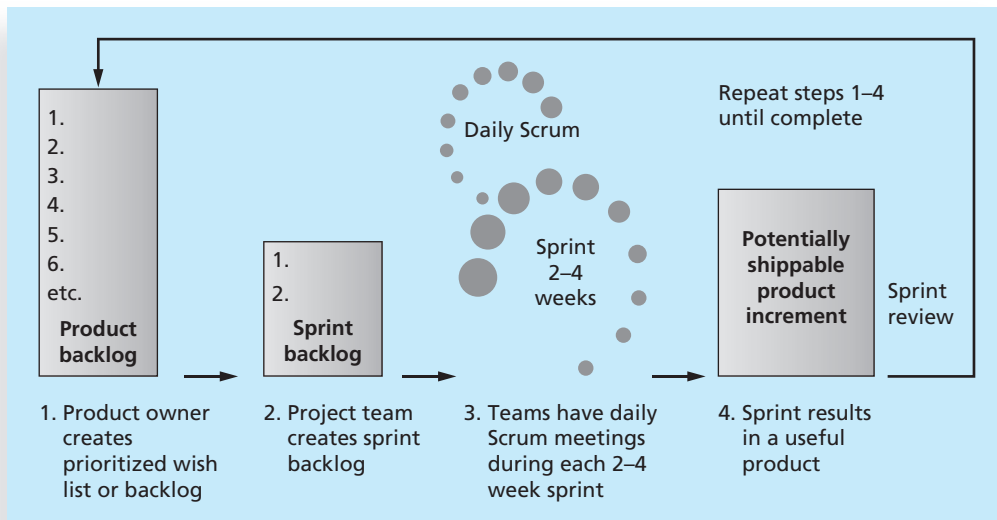 1.
2.
3.
4.
5.
6.
etc.
Product
backlog
1.
2.
Sprint
backlog
Daily Scrum
Sprint
2–4
weeks
Repeat steps 1–4
until complete
Potentially
shippable
product
increment
Sprint
review
1. Product owner
creates
prioritized wish
list or backlog
2. Project team
creates sprint
backlog
3. Teams have daily
Scrum meetings
during each 2–4
week sprint
4. Sprint results
in a useful
product